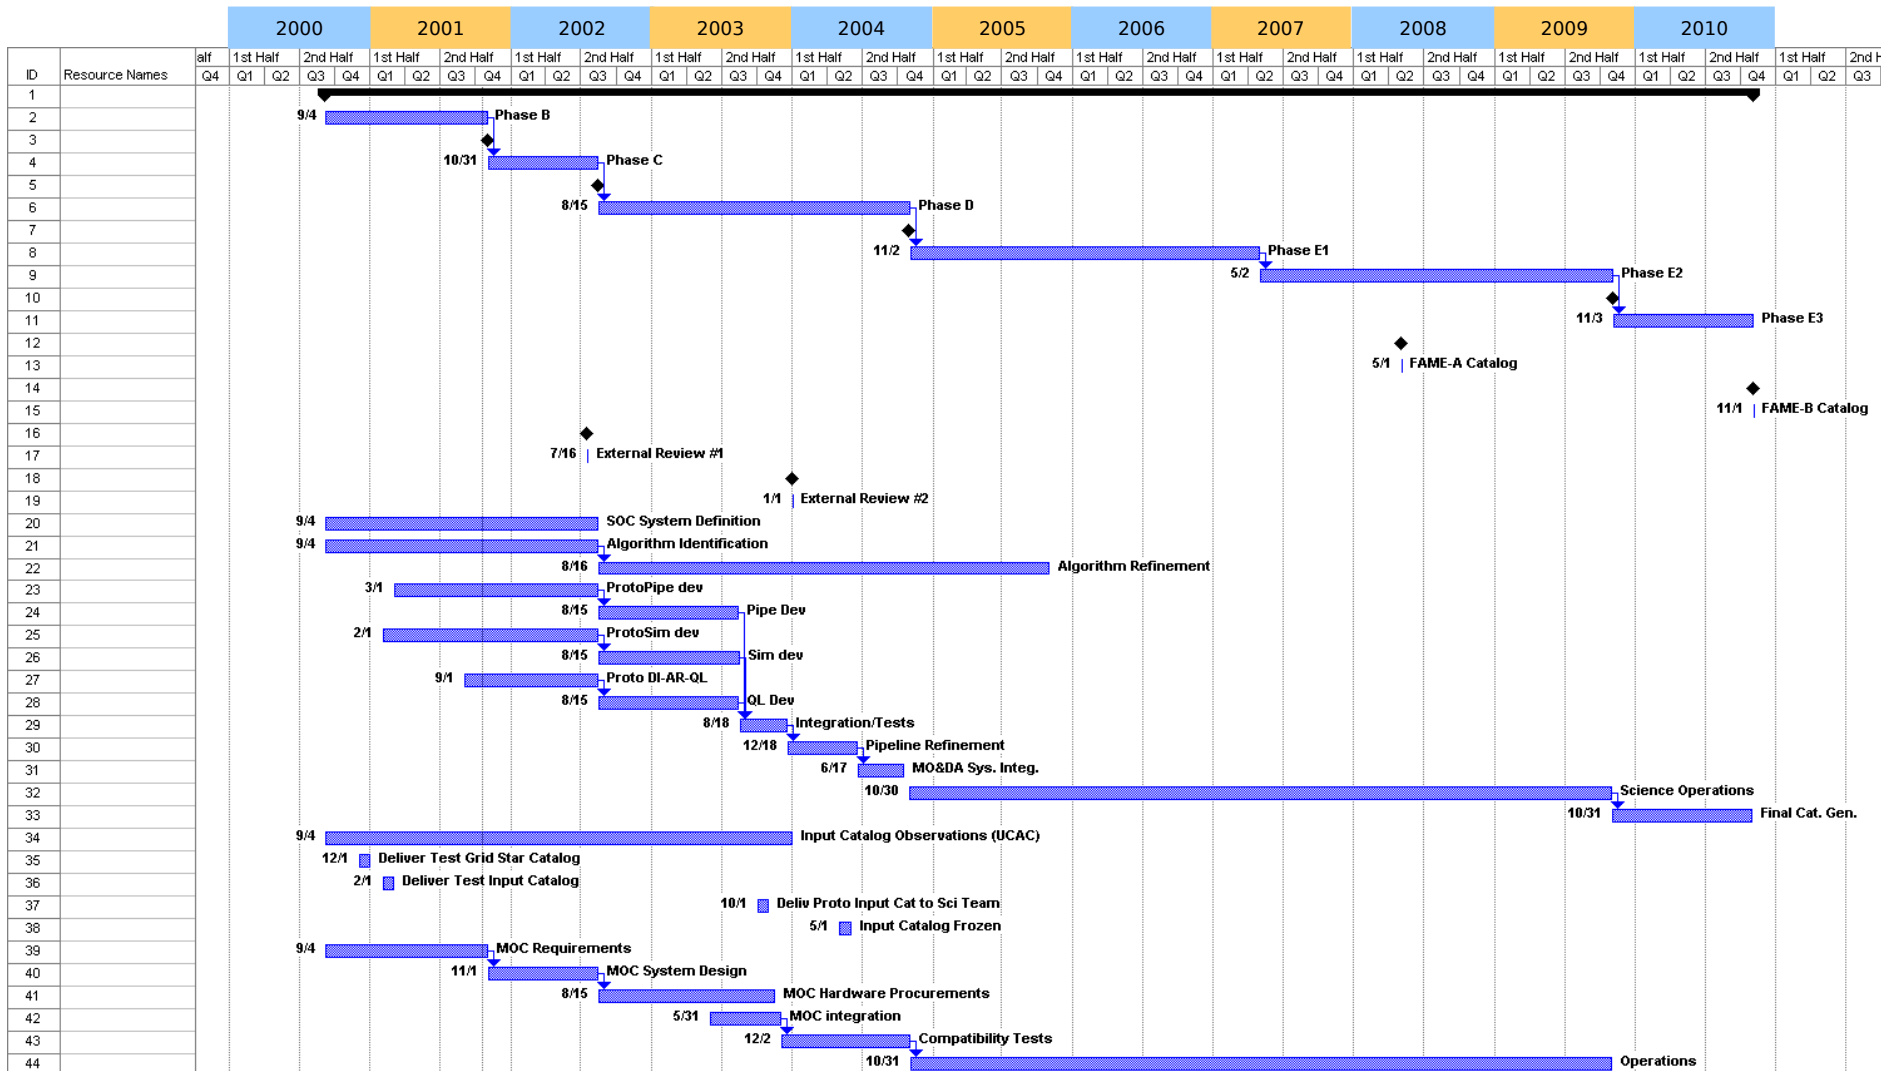 2000 2001 2002 2003 2004 2005 2006 2007 2008 2009 2010
alf 1st Half 2nd Half 1st Half 2nd Half 1st Half 2nd Half 1st Half 2nd Half 1st Half 2nd Half 1st Half 2nd Half 1st Half 2nd Half 1st Half 2nd Half 1st Half 2nd Half 1st Half 2nd Half 1st Half 2nd Half 1st Half 2nd H
ID Resource Names Q4 Q1 Q2 Q3 Q4 Q1 Q2 Q3 Q4 Q1 Q2 Q3 Q4 Q1 Q2 Q3 Q4 Q1 Q2 Q3 Q4 Q1 Q2 Q3 Q4 Q1 Q2 Q3 Q4 Q1 Q2 Q3 Q4 Q1 Q2 Q3 Q4 Q1 Q2 Q3 Q4 Q1 Q2 Q3 Q4 Q1 Q2 Q3
1
2 9/4 Phase B
3
4 10/31 Phase C
5
6 8/15 Phase D
7
8 11/2 Phase E1
9 5/2 Phase E2
10
11 11/3 Phase E3
12
13 5/1 FAME-A Catalog
14
15 11/1 FAME-B Catalog
16
17 7/16 External Review #1
18
19 1/1 External Review #2
20 9/4 SOC System Definition
21 9/4 Algorithm Identification
22 8/16 Algorithm Refinement
23 3/1 ProtoPipe dev
24 8/15 Pipe Dev
25 2/1 ProtoSim dev
26 8/15 Sim dev
27 9/1 Proto DI-AR-QL
28 8/15 QL Dev
29 8/18 Integration/Tests
30 12/18 Pipeline Refinement
31 6/17 MO&DA Sys. Integ.
32 10/30 Science Operations
33 10/31 Final Cat. Gen.
34 9/4 Input Catalog Observations (UCAC)
35 12/1 Deliver Test Grid Star Catalog
36 2/1 Deliver Test Input Catalog
37 10/1 Deliv Proto Input Cat to Sci Team
38 5/1 Input Catalog Frozen
39 9/4 MOC Requirements
40 11/1 MOC System Design
41 8/15 MOC Hardware Procurements
42 5/31 MOC integration
43 12/2 Compatibility Tests
44 10/31 Operations